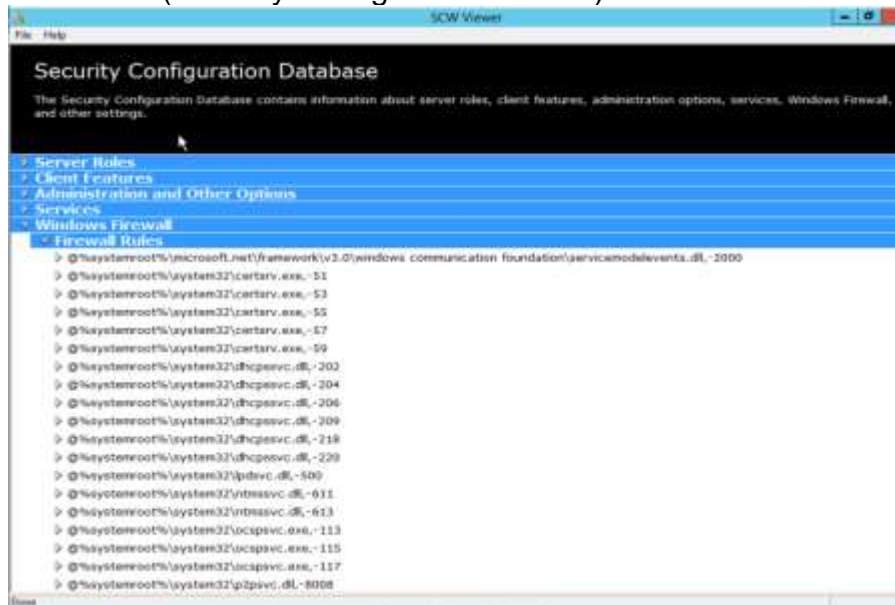 SCW Viewer
File Help
Security Configuration Database
The Security Configuration Database contains information about server roles, client features, administration options, services, Windows Firewall,
and other settings.
Server Roles
Client Features
Administration and Other Options
Services
Windows Firewall
Firewall Rules
@%systemroot%\microsoft.net\framework\v3.0\windows communication foundation\servicemodelevents.dll,-2000
@%systemroot%\system32\certsrv.exe,-51
@%systemroot%\system32\certsrv.exe,-53
@%systemroot%\system32\certsrv.exe,-55
@%systemroot%\system32\certsrv.exe,-57
@%systemroot%\system32\certsrv.exe,-59
@%systemroot%\system32\dhcpssvc.dll,-202
@%systemroot%\system32\dhcpssvc.dll,-204
@%systemroot%\system32\dhcpssvc.dll,-206
@%systemroot%\system32\dhcpssvc.dll,-209
@%systemroot%\system32\dhcpssvc.dll,-218
@%systemroot%\system32\dhcpssvc.dll,-220
@%systemroot%\system32\lpdsvc.dll,-500
@%systemroot%\system32\ntmssvc.dll,-611
@%systemroot%\system32\ntmssvc.dll,-613
@%systemroot%\system32\ocspsvc.exe,-113
@%systemroot%\system32\ocspsvc.exe,-115
@%systemroot%\system32\ocspsvc.exe,-117
@%systemroot%\system32\p2psvc.dll,-8008